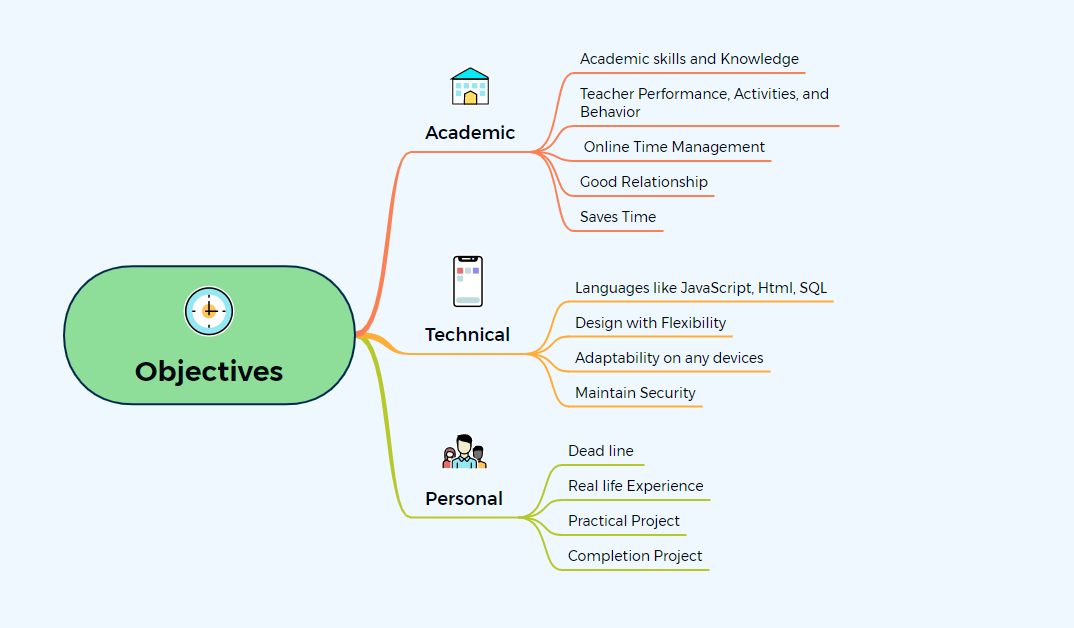 Objectives
Academic
Academic skills and Knowledge
Teacher Performance, Activities, and
Behavior
Online Time Management
Good Relationship
Saves Time
Technical
Languages like JavaScript, Html, SQL
Design with Flexibility
Adaptability on any devices
Maintain Security
Personal
Dead line
Real life Experience
Practical Project
Completion Project